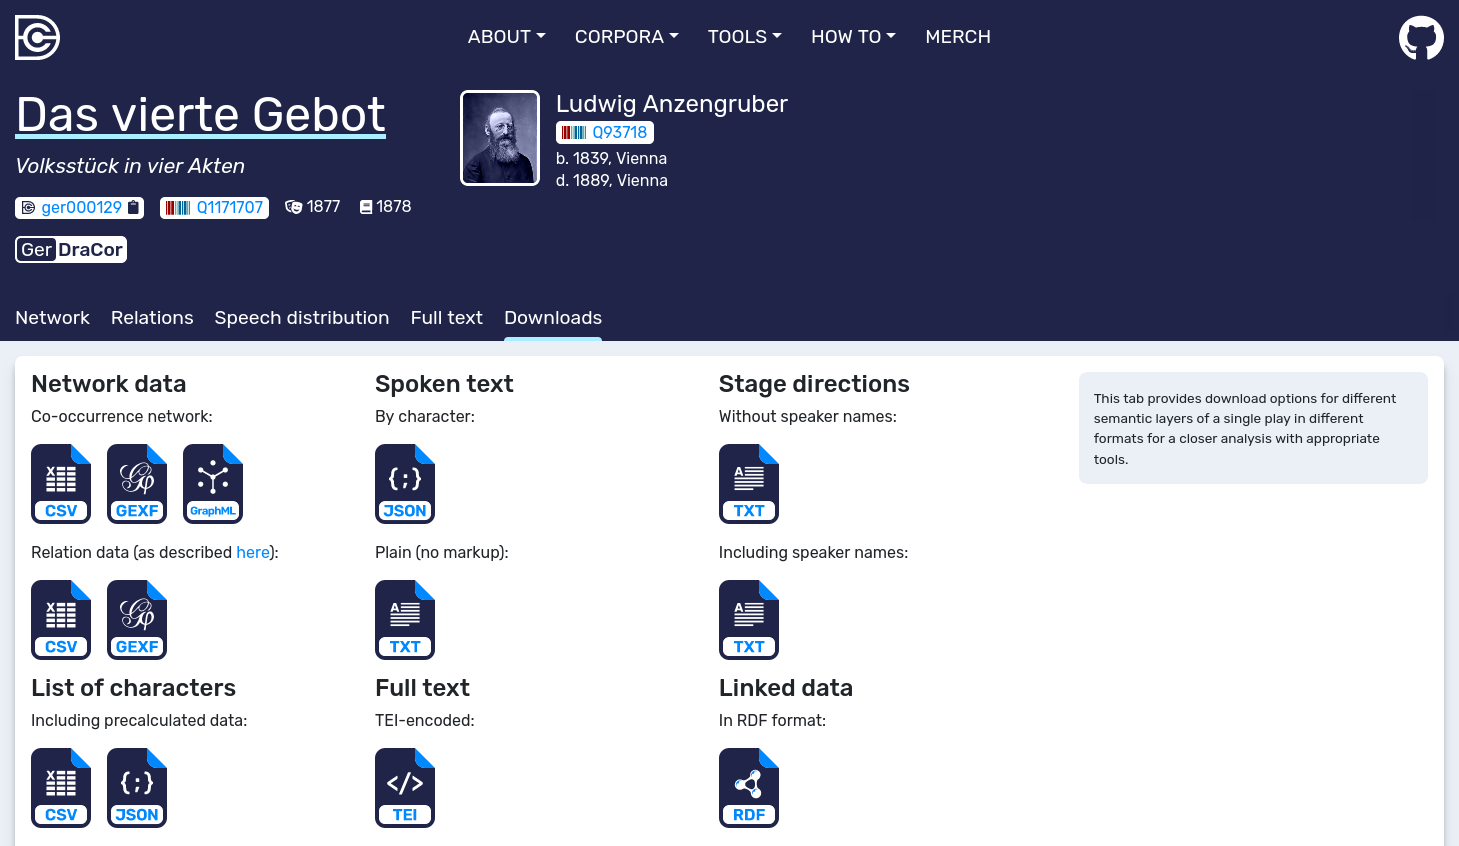 ABOUT CORPORA TOOLS HOW TO MERCH
Das vierte Gebot
Volksstück in vier Akten
ger000129 Q1171707 1877 1878
Ger DraCor
Ludwig Anzengruber
Q93718
b. 1839, Vienna
d. 1889, Vienna
Network Relations Speech distribution Full text Downloads
Network data
Co-occurrence network:
X
CSV GEXF GraphML
Relation data (as described here):
X
CSV GEXF
Spoken text
By character:
{;}
JSON
Plain (no markup):
A
TXT
Stage directions
Without speaker names:
A
TXT
Including speaker names:
A
TXT
This tab provides download options for different
semantic layers of a single play in different
formats for a closer analysis with appropriate
tools.
List of characters
Including precalculated data:
X {;}
CSV JSON
Full text
TEI-encoded:
</>
TEI
Linked data
In RDF format:
RDF